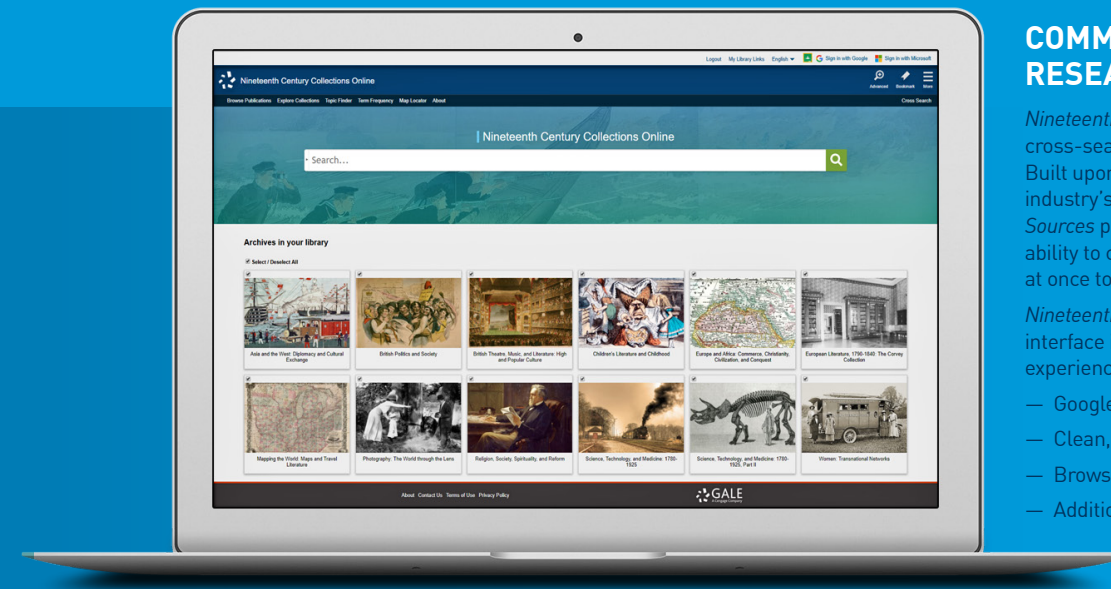 Logout My Library Links English Sign in with Google Sign in with Microsoft
Nineteenth Century Collections Online
Advanced Bookmark More
Browse Publications Explore Collections Topic Finder Term Frequency Map Locator About Cross Search
Nineteenth Century Collections Online
Search...
Archives in your library
Select / Deselect All
Asia and the West: Diplomacy and Cultural
Exchange
British Politics and Society
British Theatre, Music, and Literature: High
and Popular Culture
Children's Literature and Childhood
Europe and Africa: Commerce, Christianity,
Civilization, and Conquest
European Literature, 1790-1840: The Corvey
Collection
Mapping the World: Maps and Travel
Literature
Photography: The World through the Lens
Religion, Society, Spirituality, and Reform
Science, Technology, and Medicine: 1780-
1925
Science, Technology, and Medicine: 1780-
1925, Part II
Women: Transnational Networks
About Contact Us Terms of Use Privacy Policy
GALE
A Cengage Company
COMM
RESEA
Nineteenth
cross-sea
Built upon
industry's
Sources p
ability to c
at once to
Nineteenth
interface
experienc
— Google
— Clean,
— Brows
— Additio